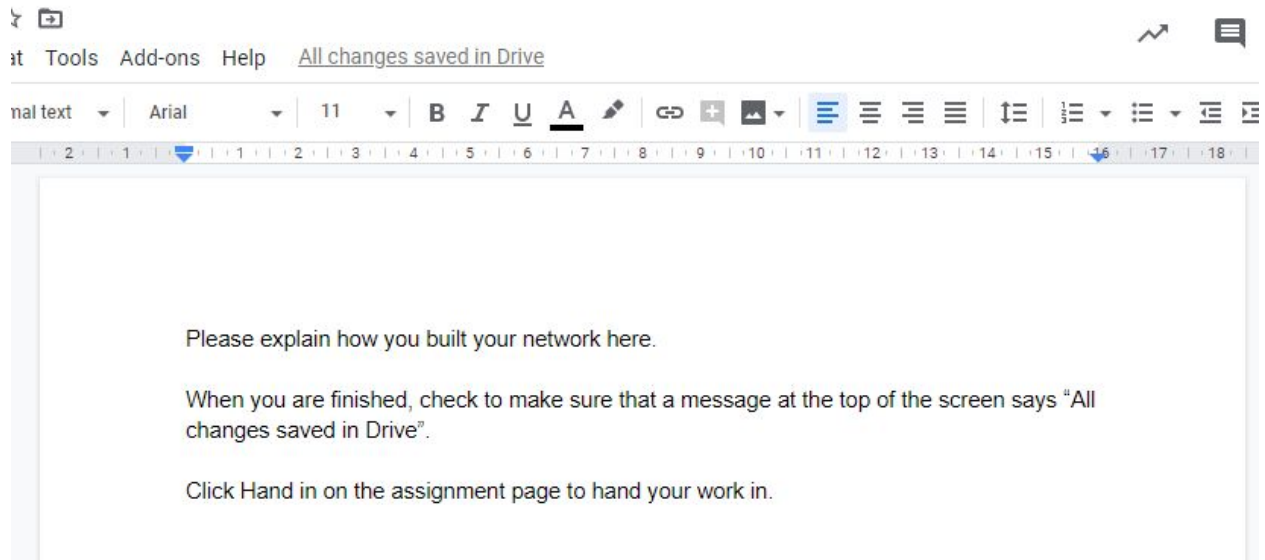 at Tools Add-ons Help All changes saved in Drive
mal text Arial 11 B I U A
2 1 1 2 3 4 5 6 7 8 9 10 11 12 13 14 15 16 17 18
Please explain how you built your network here.
When you are finished, check to make sure that a message at the top of the screen says “All
changes saved in Drive”.
Click Hand in on the assignment page to hand your work in.